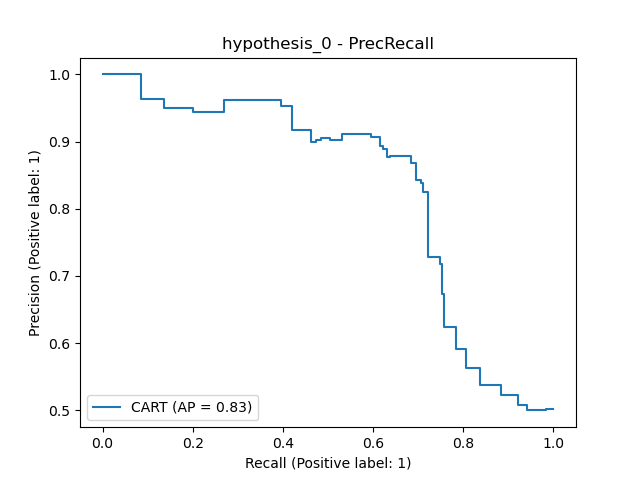 hypothesis_0 - PrecRecall
Precision (Positive label: 1)
1.0
0.9
0.8
0.7
0.6
0.5
CART (AP = 0.83)
0.0 0.2 0.4 0.6 0.8 1.0
Recall (Positive label: 1)